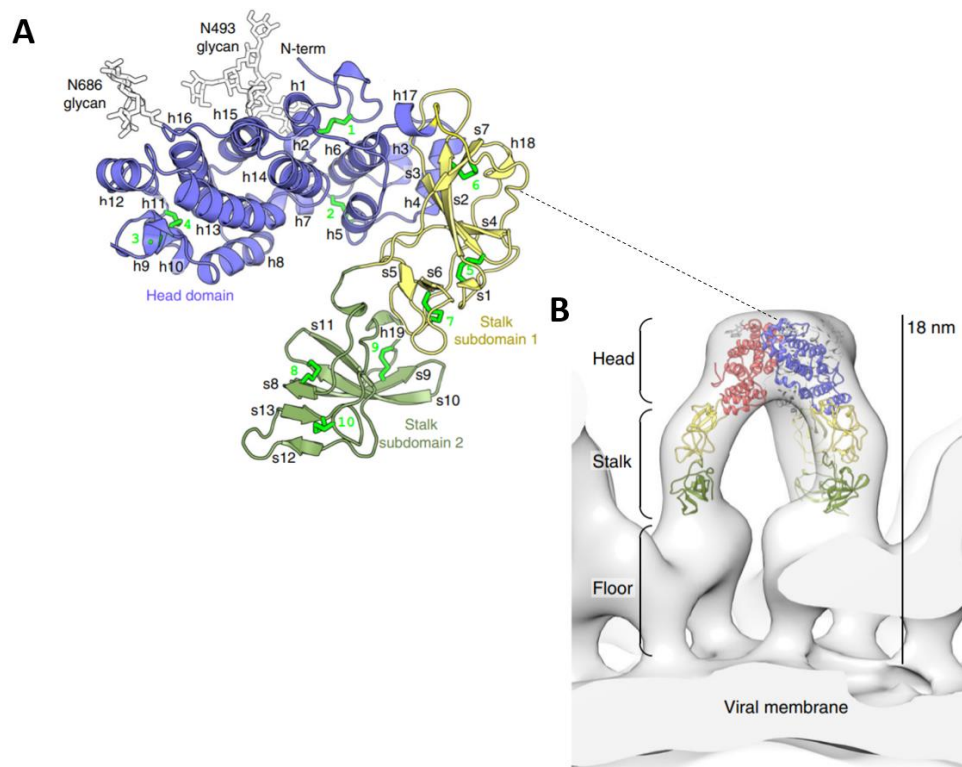 A
N493
glycan
N-term
N686
glycan
h1
h17
h15
h16
s7
1
h2
h18
h6
h3
s3
6
h14
h12
s2
h11
h4
h7
2
4
s4
h13
h5
3
h9
h10
h8
s6
5
s5
s1
Head domain
7
Stalk
subdomain 1
s11
h19
9
8
s9
s8
s10
s13
10
Stalk
subdomain 2
s12
B
18 nm
Head
Stalk
Floor
Viral membrane